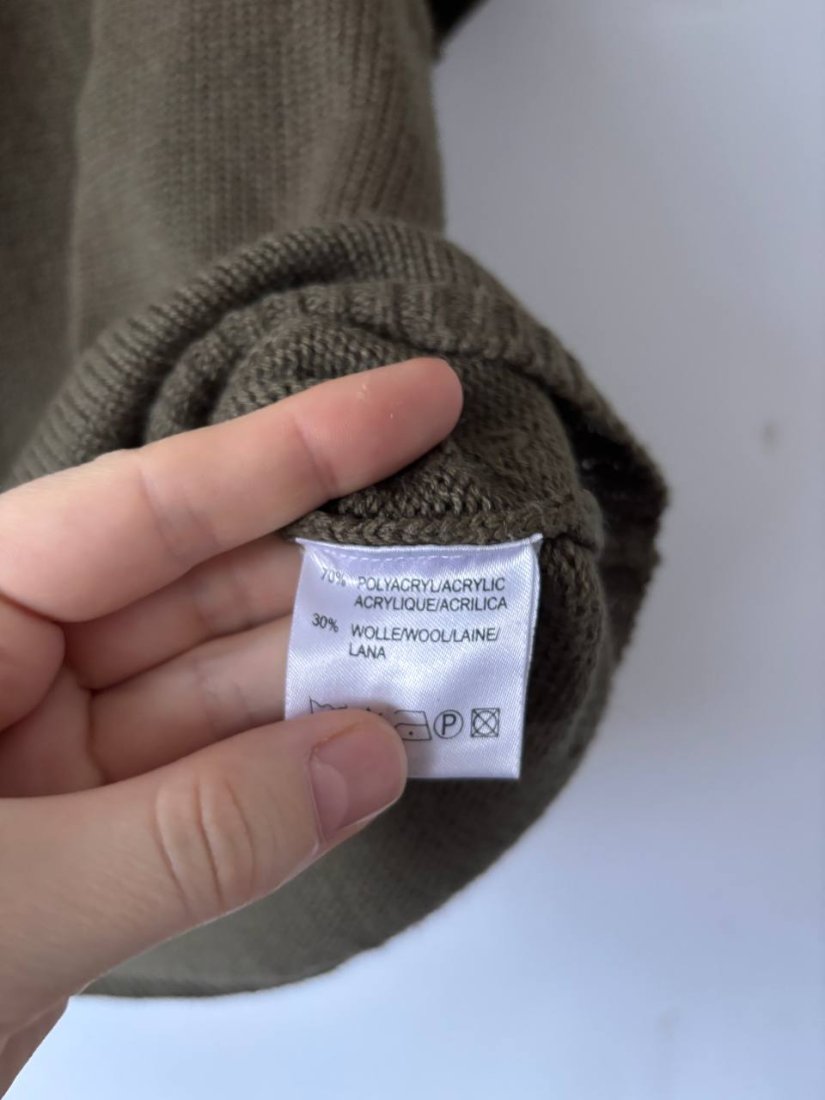 70% POLYACRYL/ACRYLIC
ACRYLIQUE/ACRILICA
30% WOLLE/WOOL/LAINE/
LANA
P